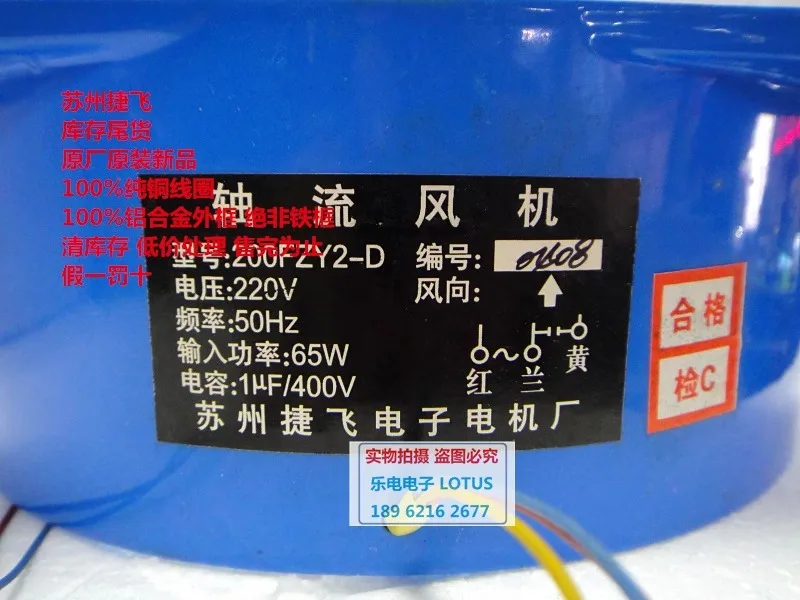 苏州捷飞
库存尾货
原厂原装新品
100%纯铜线圈
100%铝合金外框 绝非铁框
清库存 低价处理 售完为止
假一罚十
轴流风机
型号:200FZY2-D 编号:
电压:220V 风向:
频率:50Hz
输入功率:65W
电容:1μF/400V
红 兰 黄
苏州捷飞电子电机厂
合格
检C
实物拍摄 盗图必究
乐电电子 LOTUS
189 6216 2677